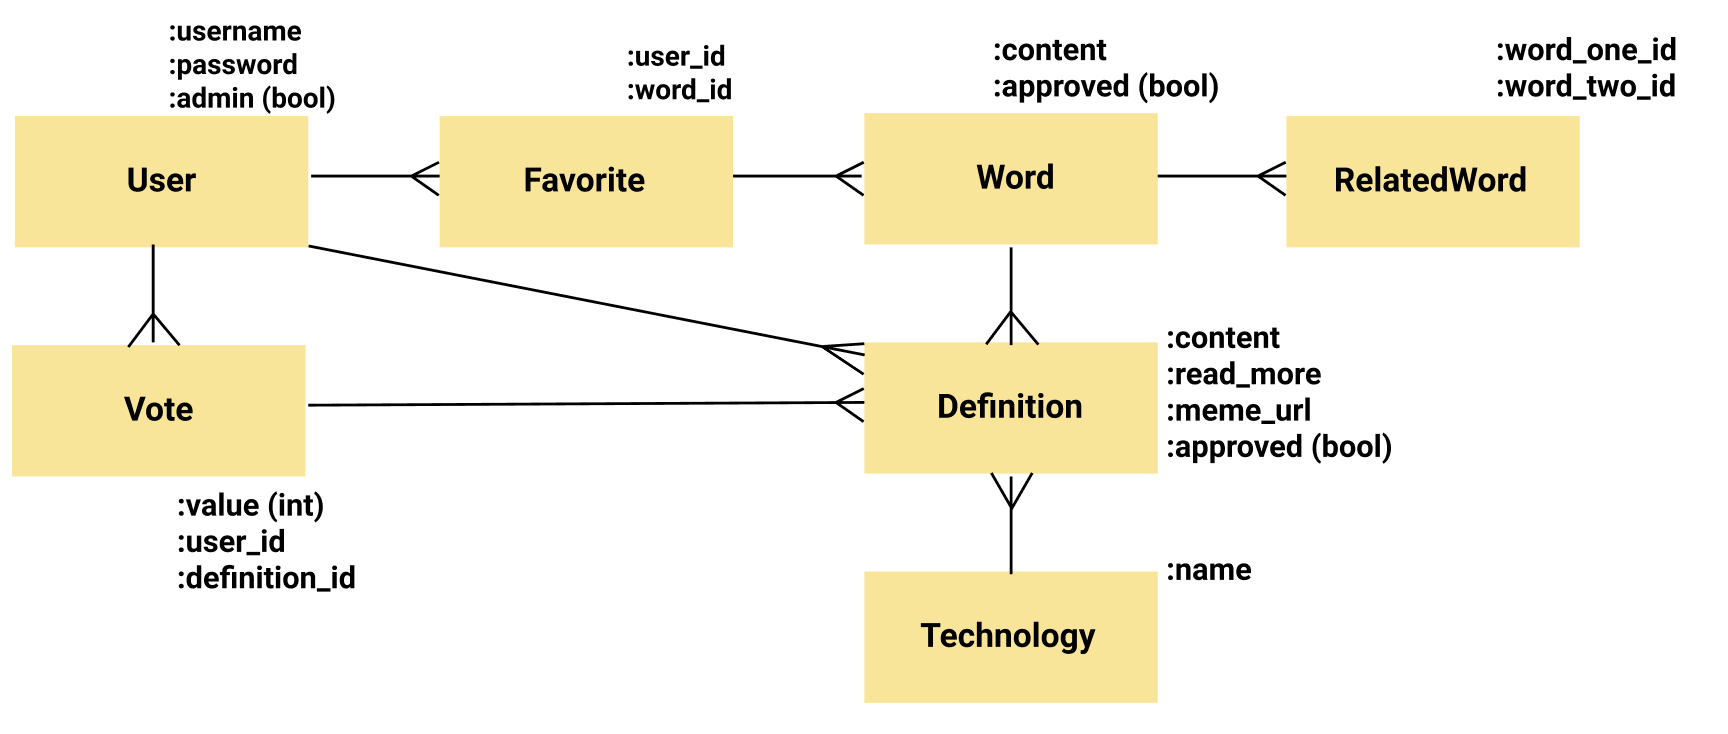 :username
:password
:admin (bool)
User
:user_id
:word_id
Favorite
:content
:approved (bool)
Word
:word_one_id
:word_two_id
RelatedWord
Vote
:value (int)
:user_id
:definition_id
Definition
:content
:read_more
:meme_url
:approved (bool)
Technology
:name